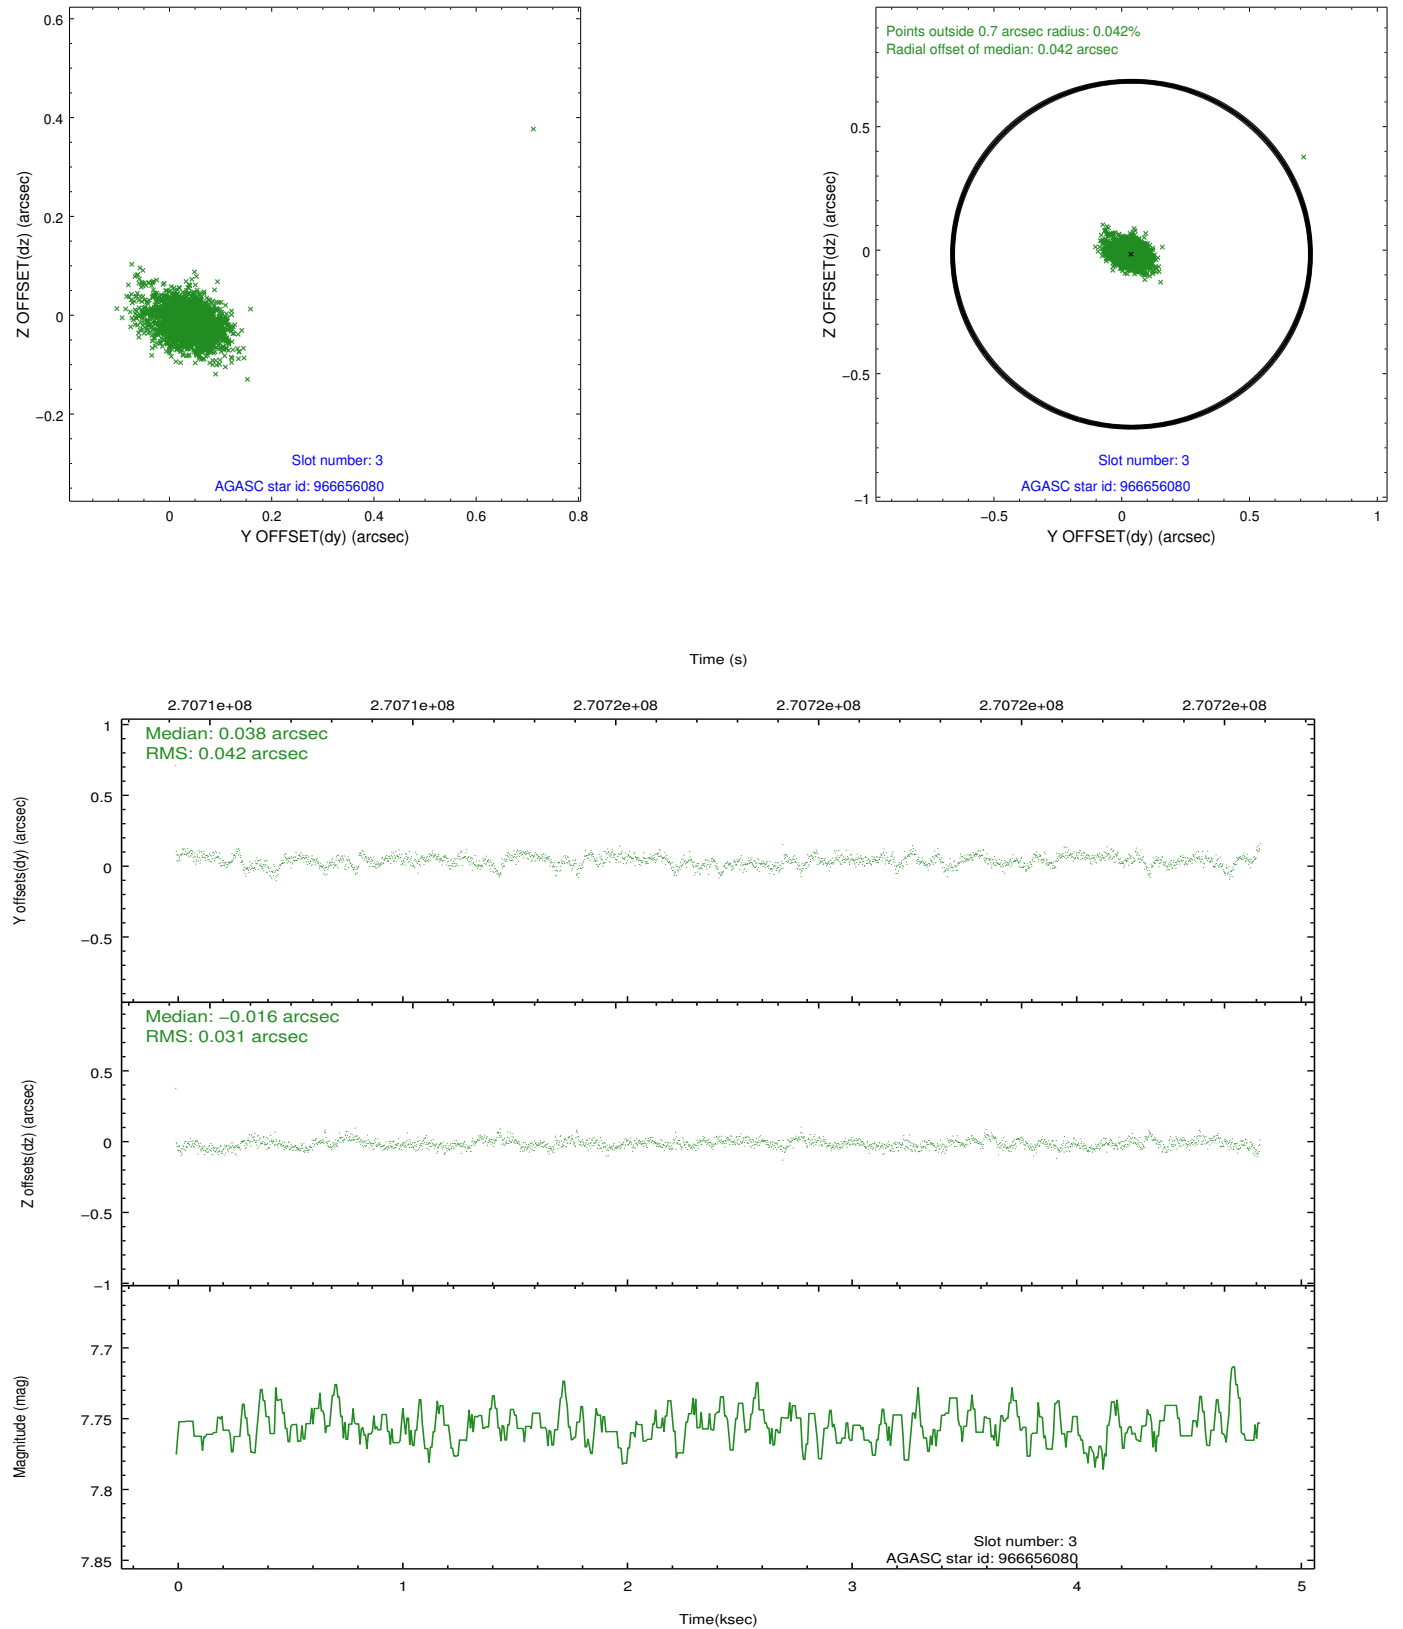 0.6
0.4
0.2
0
−0.2
0 0.2 0.4 0.6 0.8
Z OFFSET(dz) (arcsec)
Y OFFSET(dy) (arcsec)
Slot number: 3
AGASC star id: 966656080
Points outside 0.7 arcsec radius: 0.042%
Radial offset of median: 0.042 arcsec
0.5
0
−0.5
−1
−0.5 0 0.5 1
Z OFFSET(dz) (arcsec)
Y OFFSET(dy) (arcsec)
Slot number: 3
AGASC star id: 966656080
Time (s)
2.7071e+08 2.7071e+08 2.7072e+08 2.7072e+08 2.7072e+08 2.7072e+08
Median: 0.038 arcsec
RMS: 0.042 arcsec
1
0.5
0
−0.5
Y offsets(dy) (arcsec)
Median: −0.016 arcsec
RMS: 0.031 arcsec
0.5
0
−0.5
−1
Z offsets(dz) (arcsec)
7.7
7.75
7.8
7.85
Magnitude (mag)
Slot number: 3
AGASC star id: 966656080
0 1 2 3 4 5
Time(ksec)